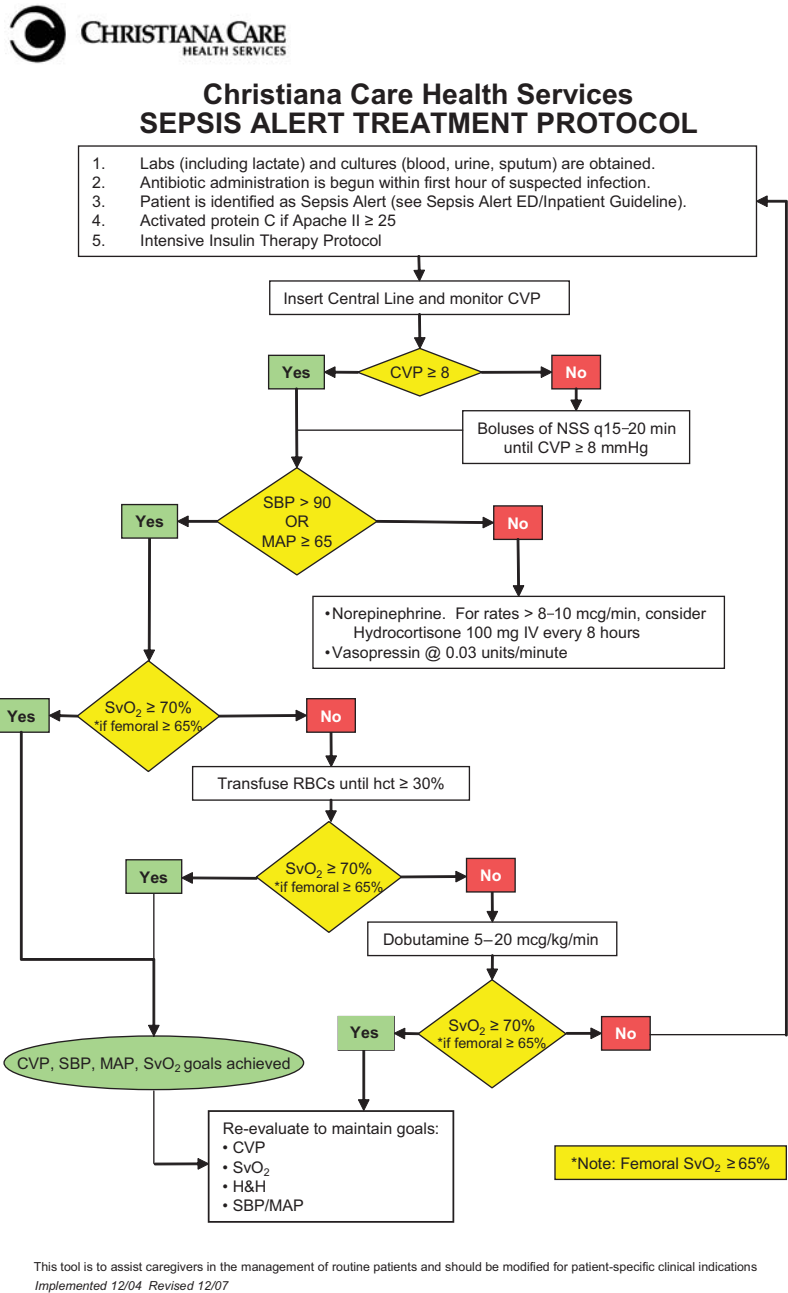 CHRISTIANA CARE
HEALTH SERVICES
Christiana Care Health Services
SEPSIS ALERT TREATMENT PROTOCOL
1. Labs (including lactate) and cultures (blood, urine, sputum) are obtained.
2. Antibiotic administration is begun within first hour of suspected infection.
3. Patient is identified as Sepsis Alert (see Sepsis Alert ED/Inpatient Guideline).
4. Activated protein C if Apache II ≥ 25
5. Intensive Insulin Therapy Protocol
Insert Central Line and monitor CVP
Yes
CVP ≥ 8
No
Boluses of NSS q15–20 min
until CVP ≥ 8 mmHg
Yes
SBP > 90
OR
MAP ≥ 65
No
•Norepinephrine. For rates > 8–10 mcg/min, consider
Hydrocortisone 100 mg IV every 8 hours
•Vasopressin @ 0.03 units/minute
Yes
SvO₂ ≥ 70%
*if femoral ≥ 65%
No
Transfuse RBCs until hct ≥ 30%
Yes
SvO₂ ≥ 70%
*if femoral ≥ 65%
No
Dobutamine 5–20 mcg/kg/min
Yes
SvO₂ ≥ 70%
*if femoral ≥ 65%
No
CVP, SBP, MAP, SvO₂ goals achieved
Re-evaluate to maintain goals:
• CVP
• SvO₂
• H&H
• SBP/MAP
*Note: Femoral SvO₂ ≥ 65%
This tool is to assist caregivers in the management of routine patients and should be modified for patient-specific clinical indications
Implemented 12/04 Revised 12/07